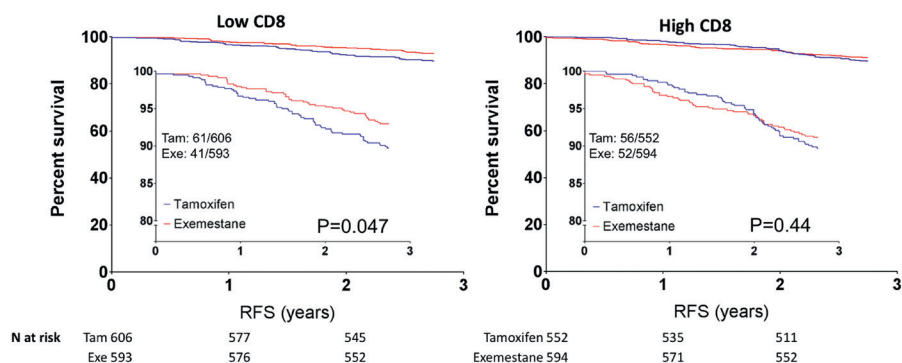 Low CD8
High CD8
Percent survival
100
80
60
40
20
0
100
95
90
85
80
Tam: 61/606
Exe: 41/593
Tamoxifen
Exemestane
P=0.047
0 1 2 3
0 1 2 3
RFS (years)
Percent survival
100
80
60
40
20
0
100
95
90
85
80
Tam: 56/552
Exe: 52/594
Tamoxifen
Exemestane
P=0.44
0 1 2 3
0 1 2 3
RFS (years)
N at risk Tam 606 577 545 Tamoxifen 552 535 511
Exe 593 576 552 Exemestane 594 571 552